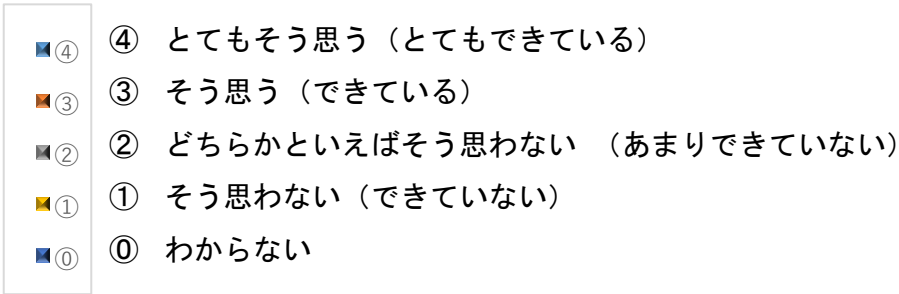 ④ ④ とてもそう思う（とてもできている）
③ ③ そう思う（できている）
② ② どちらかといえばそう思わない （あまりできていない）
① ① そう思わない（できていない）
⓪ ⓪ わからない